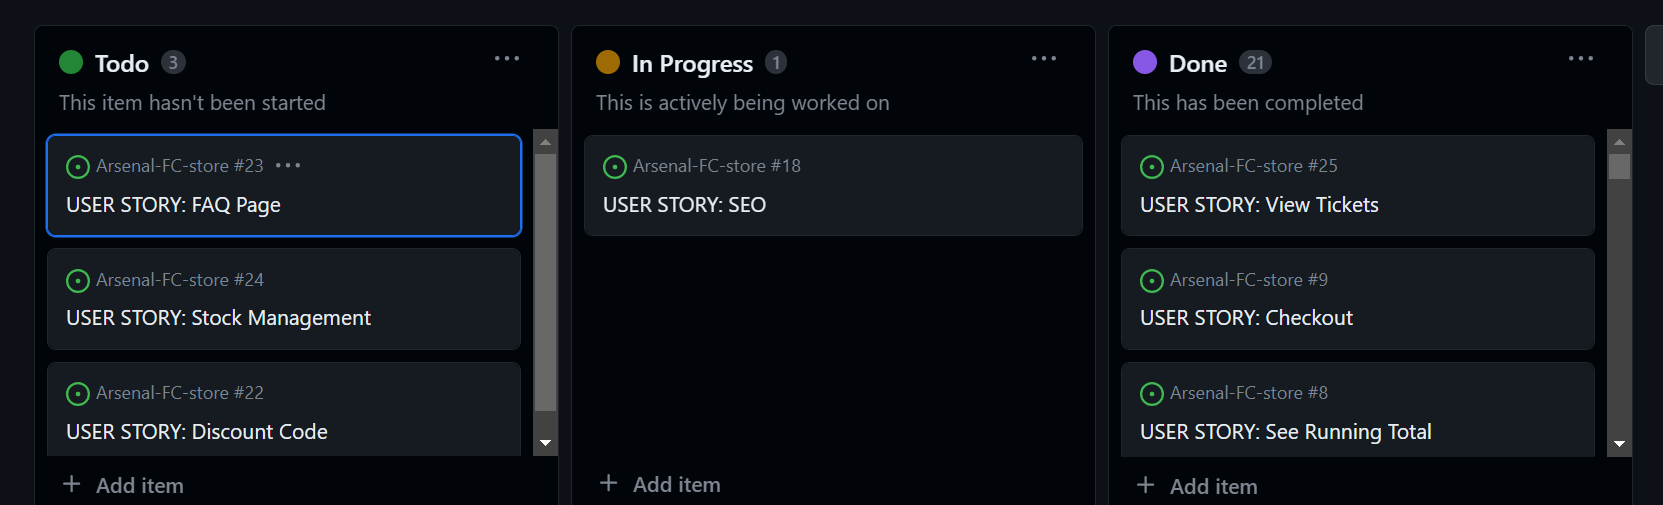 Todo 3 ...
This item hasn't been started
Arsenal-FC-store #23 ...
USER STORY: FAQ Page
Arsenal-FC-store #24
USER STORY: Stock Management
Arsenal-FC-store #22
USER STORY: Discount Code
+ Add item
In Progress 1 ...
This is actively being worked on
Arsenal-FC-store #18
USER STORY: SEO
+ Add item
Done 21 ...
This has been completed
Arsenal-FC-store #25
USER STORY: View Tickets
Arsenal-FC-store #9
USER STORY: Checkout
Arsenal-FC-store #8
USER STORY: See Running Total
+ Add item